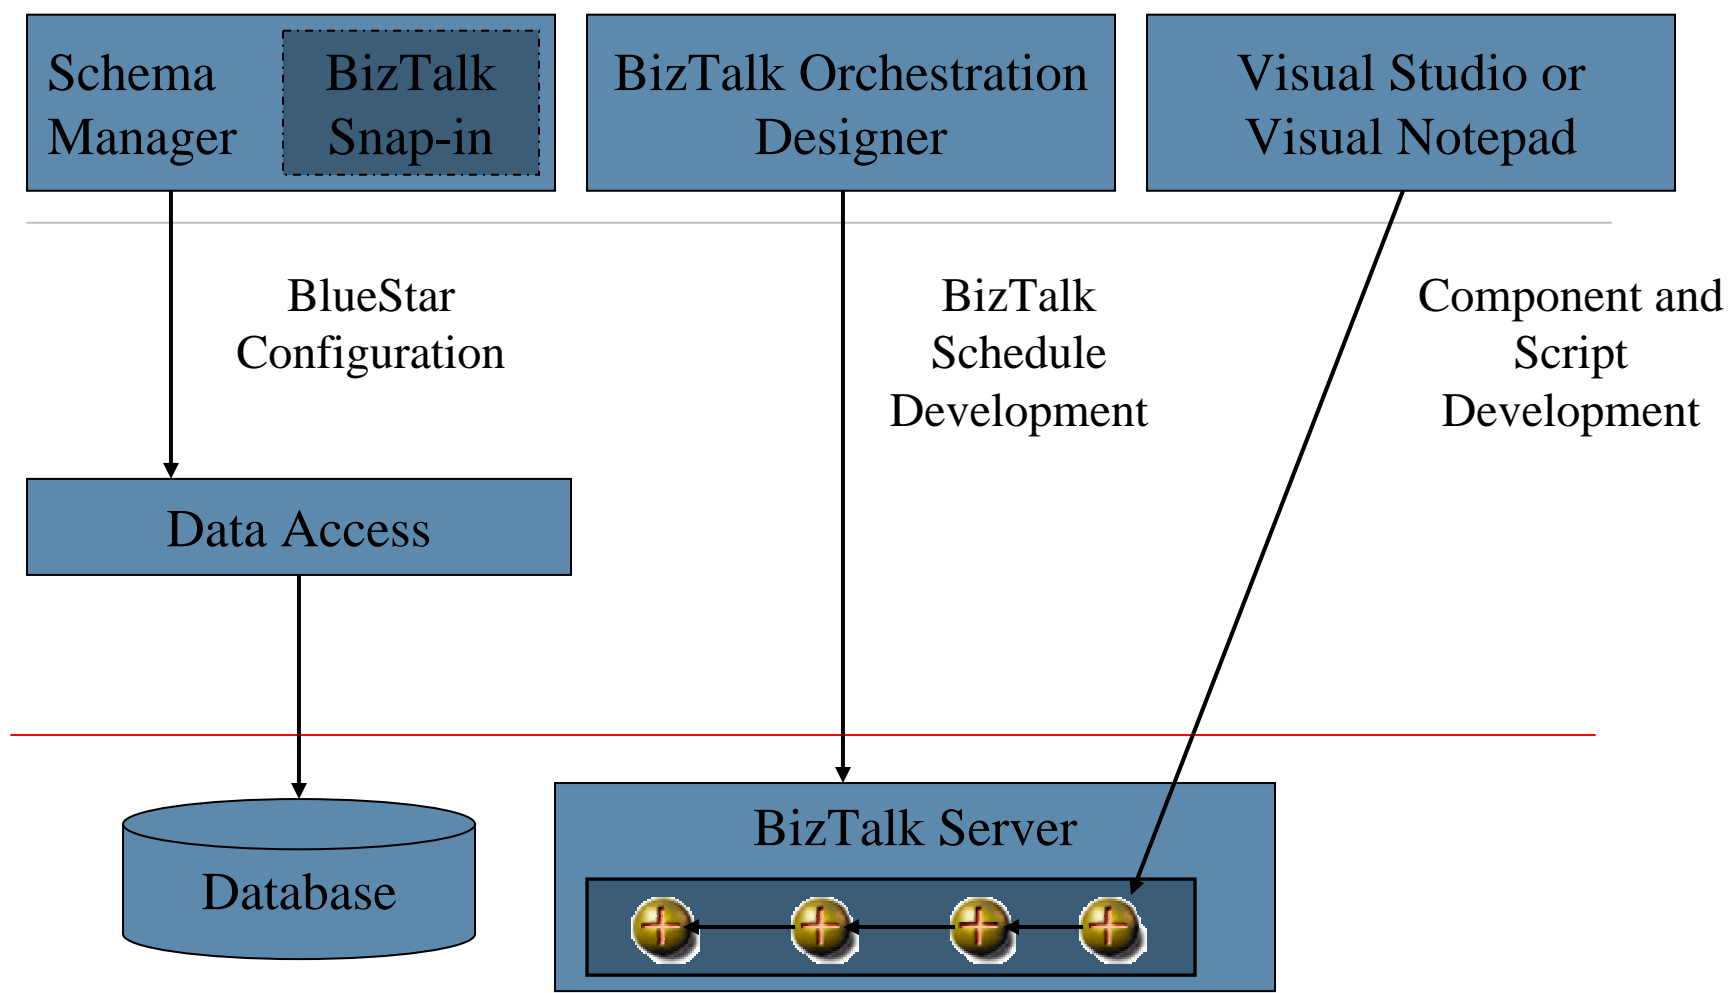 Schema
Manager
BizTalk
Snap-in
BizTalk Orchestration
Designer
Visual Studio or
Visual Notepad
BlueStar
Configuration
BizTalk
Schedule
Development
Component and
Script
Development
Data Access
BizTalk Server
Database